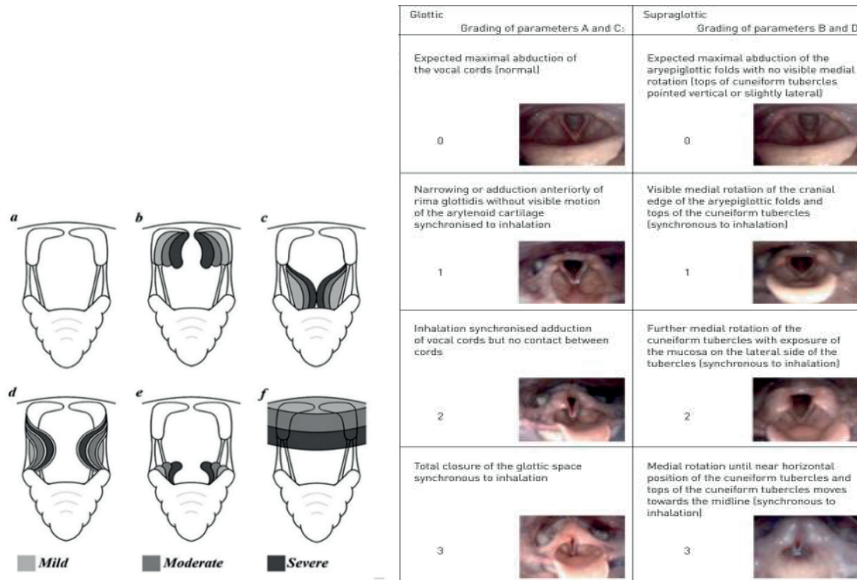 a
b
c
d
e
f
Mild
Moderate
Severe
Glottic
Grading of parameters A and C:
Supraglottic
Grading of parameters B and D
Expected maximal abduction of
the vocal cords (normal)
0
Expected maximal abduction of the
aryepiglottic folds with no visible medial
rotation (tops of cuneiform tubercles
pointed vertical or slightly lateral)
0
Narrowing or adduction anteriorly of
rima glottidis without visible motion
of the arytenoid cartilage
synchronised to inhalation
1
Visible medial rotation of the cranial
edge of the aryepiglottic folds and
tops of the cuneiform tubercles
(synchronous to inhalation)
1
Inhalation synchronised adduction
of vocal cords but no contact between
cords
2
Further medial rotation of the
cuneiform tubercles with exposure of
the mucosa on the lateral side of the
tubercles (synchronous to inhalation)
2
Total closure of the glottic space
synchronous to inhalation
3
Medial rotation until near horizontal
position of the cuneiform tubercles and
tops of the cuneiform tubercles moves
towards the midline (synchronous to
inhalation)
3